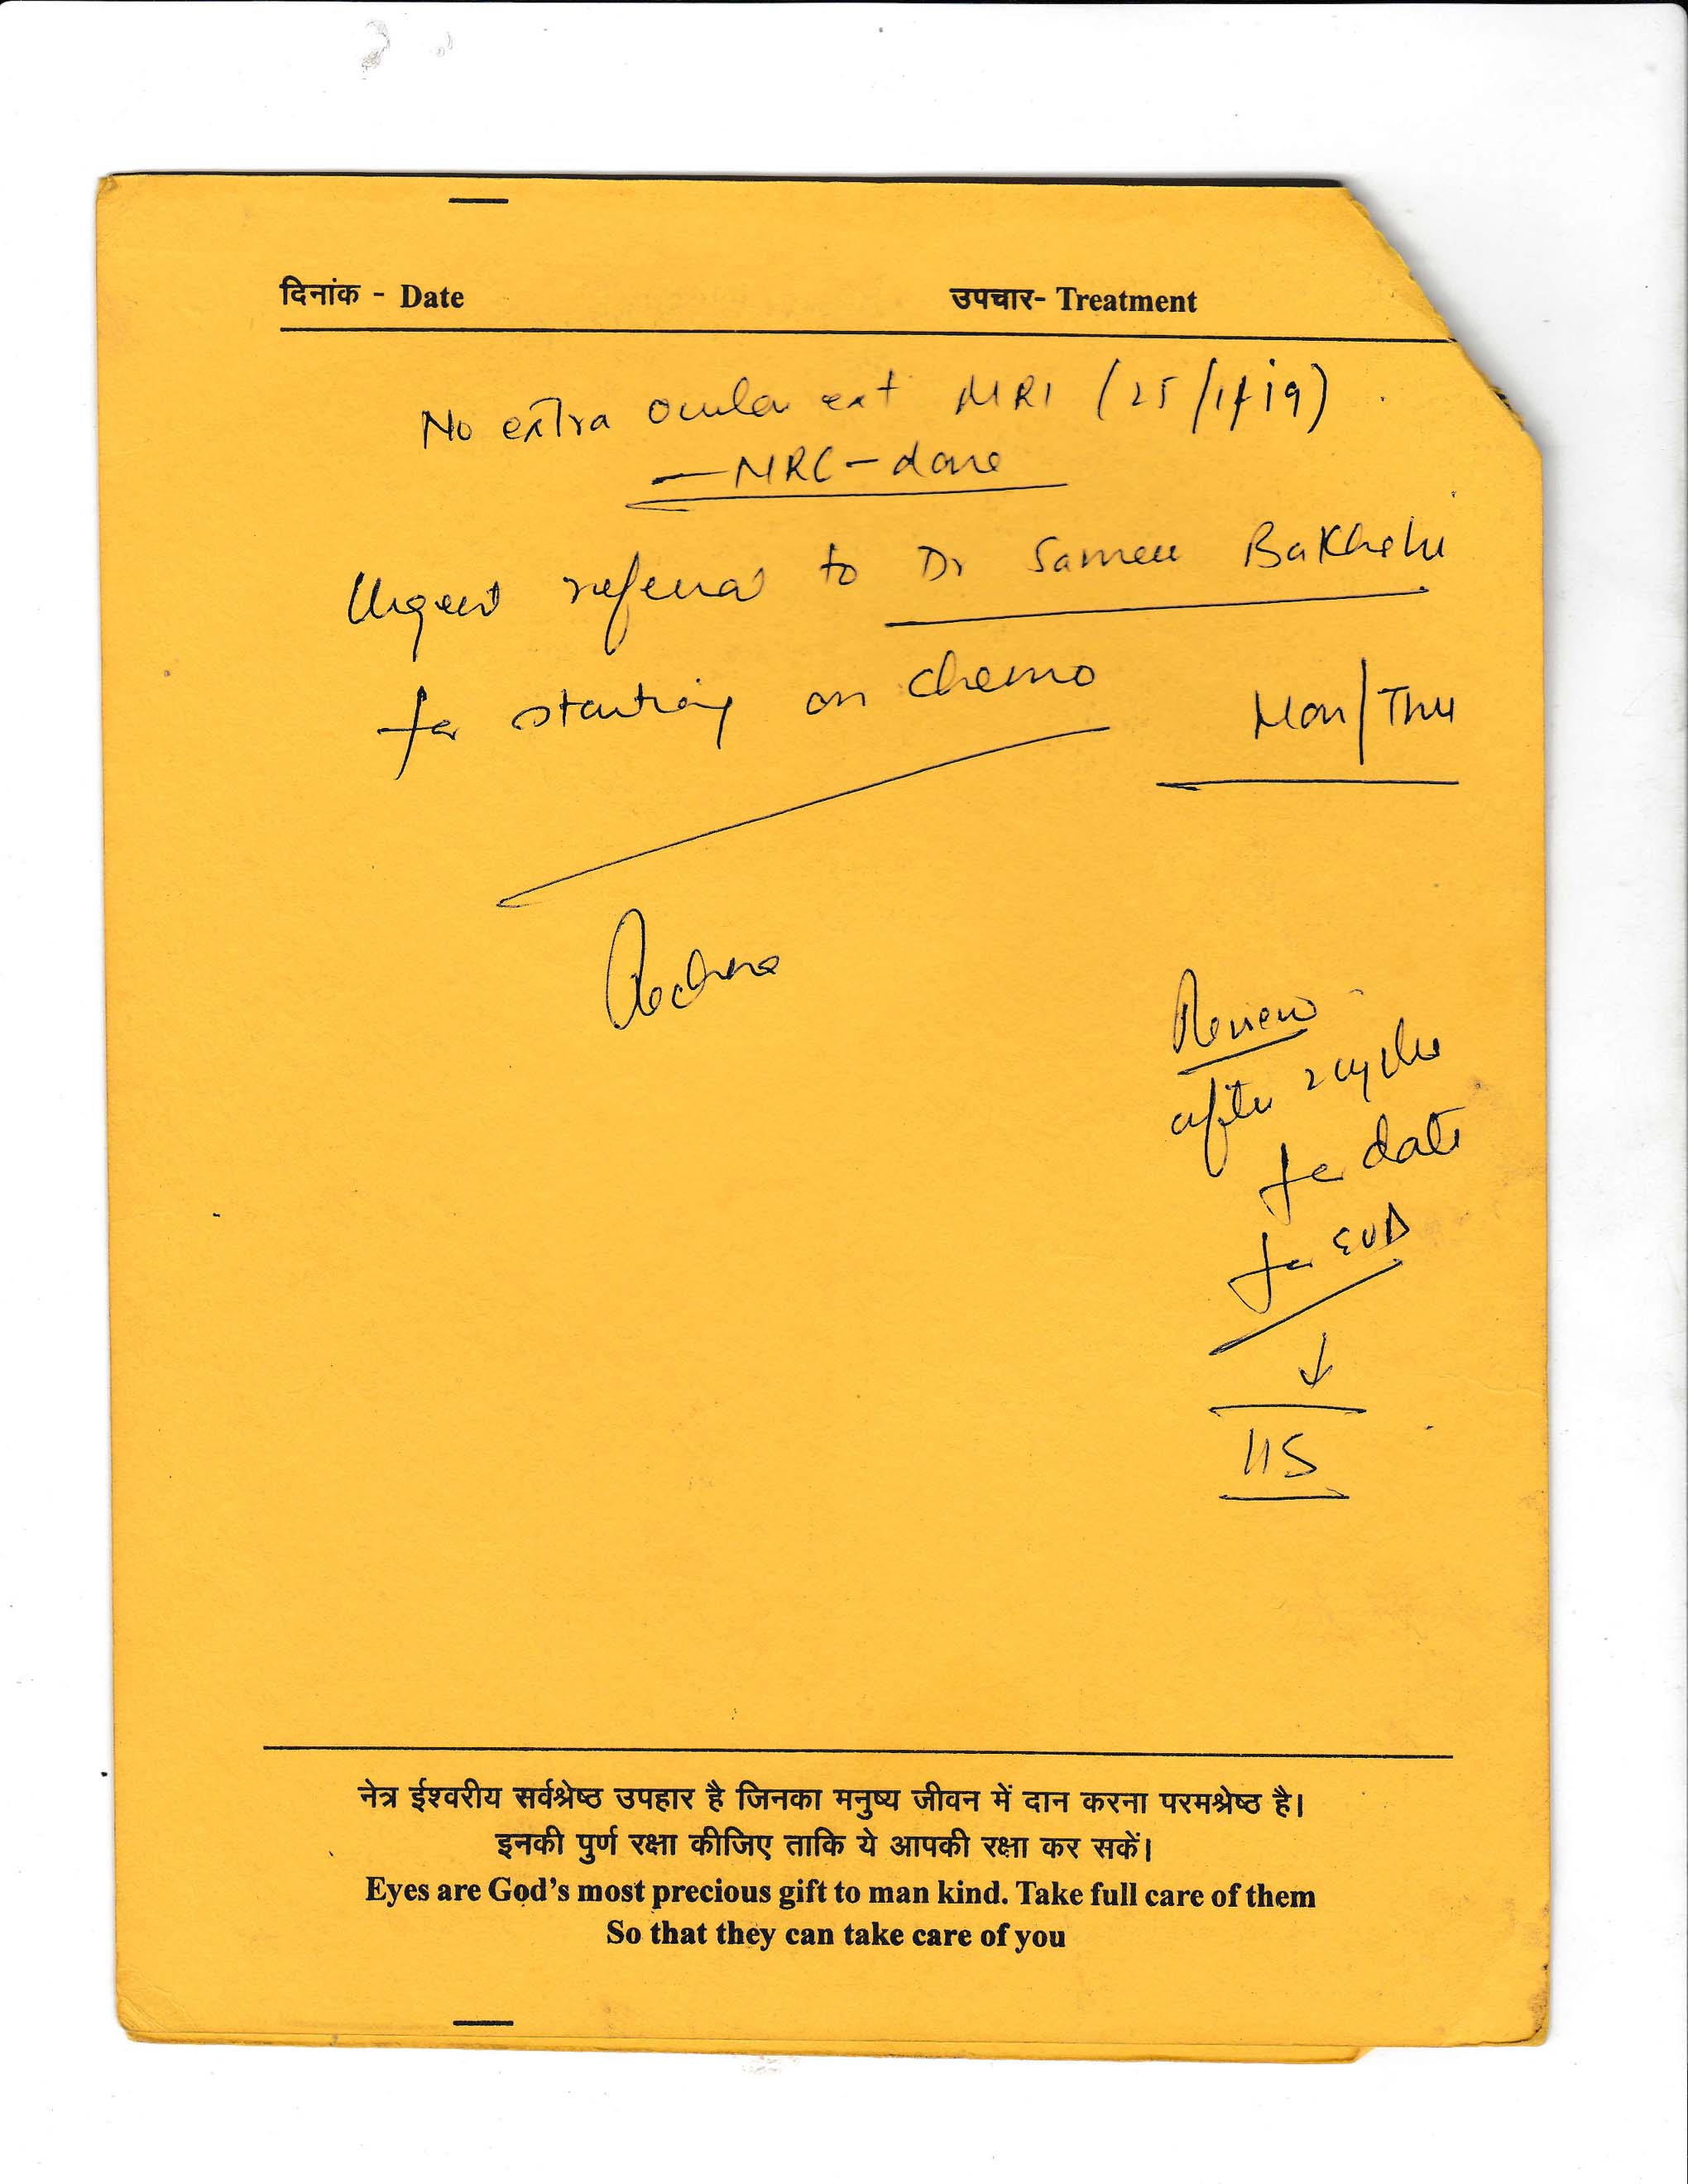 दिनांक - Date उपचार- Treatment
No extra ocular ext MRI (25/1/19)
— MRC - done
Urgent referral to Dr Sameer Bakhshi
for starting on chemo
Mon/Thu
Review
after 2 cycles
for date
for EUA
↓
115
नेत्र ईश्वरीय सर्वश्रेष्ठ उपहार है जिनका मनुष्य जीवन में दान करना परमश्रेष्ठ है।
इनकी पुर्ण रक्षा कीजिए ताकि ये आपकी रक्षा कर सकें।
Eyes are God's most precious gift to man kind. Take full care of them
So that they can take care of you